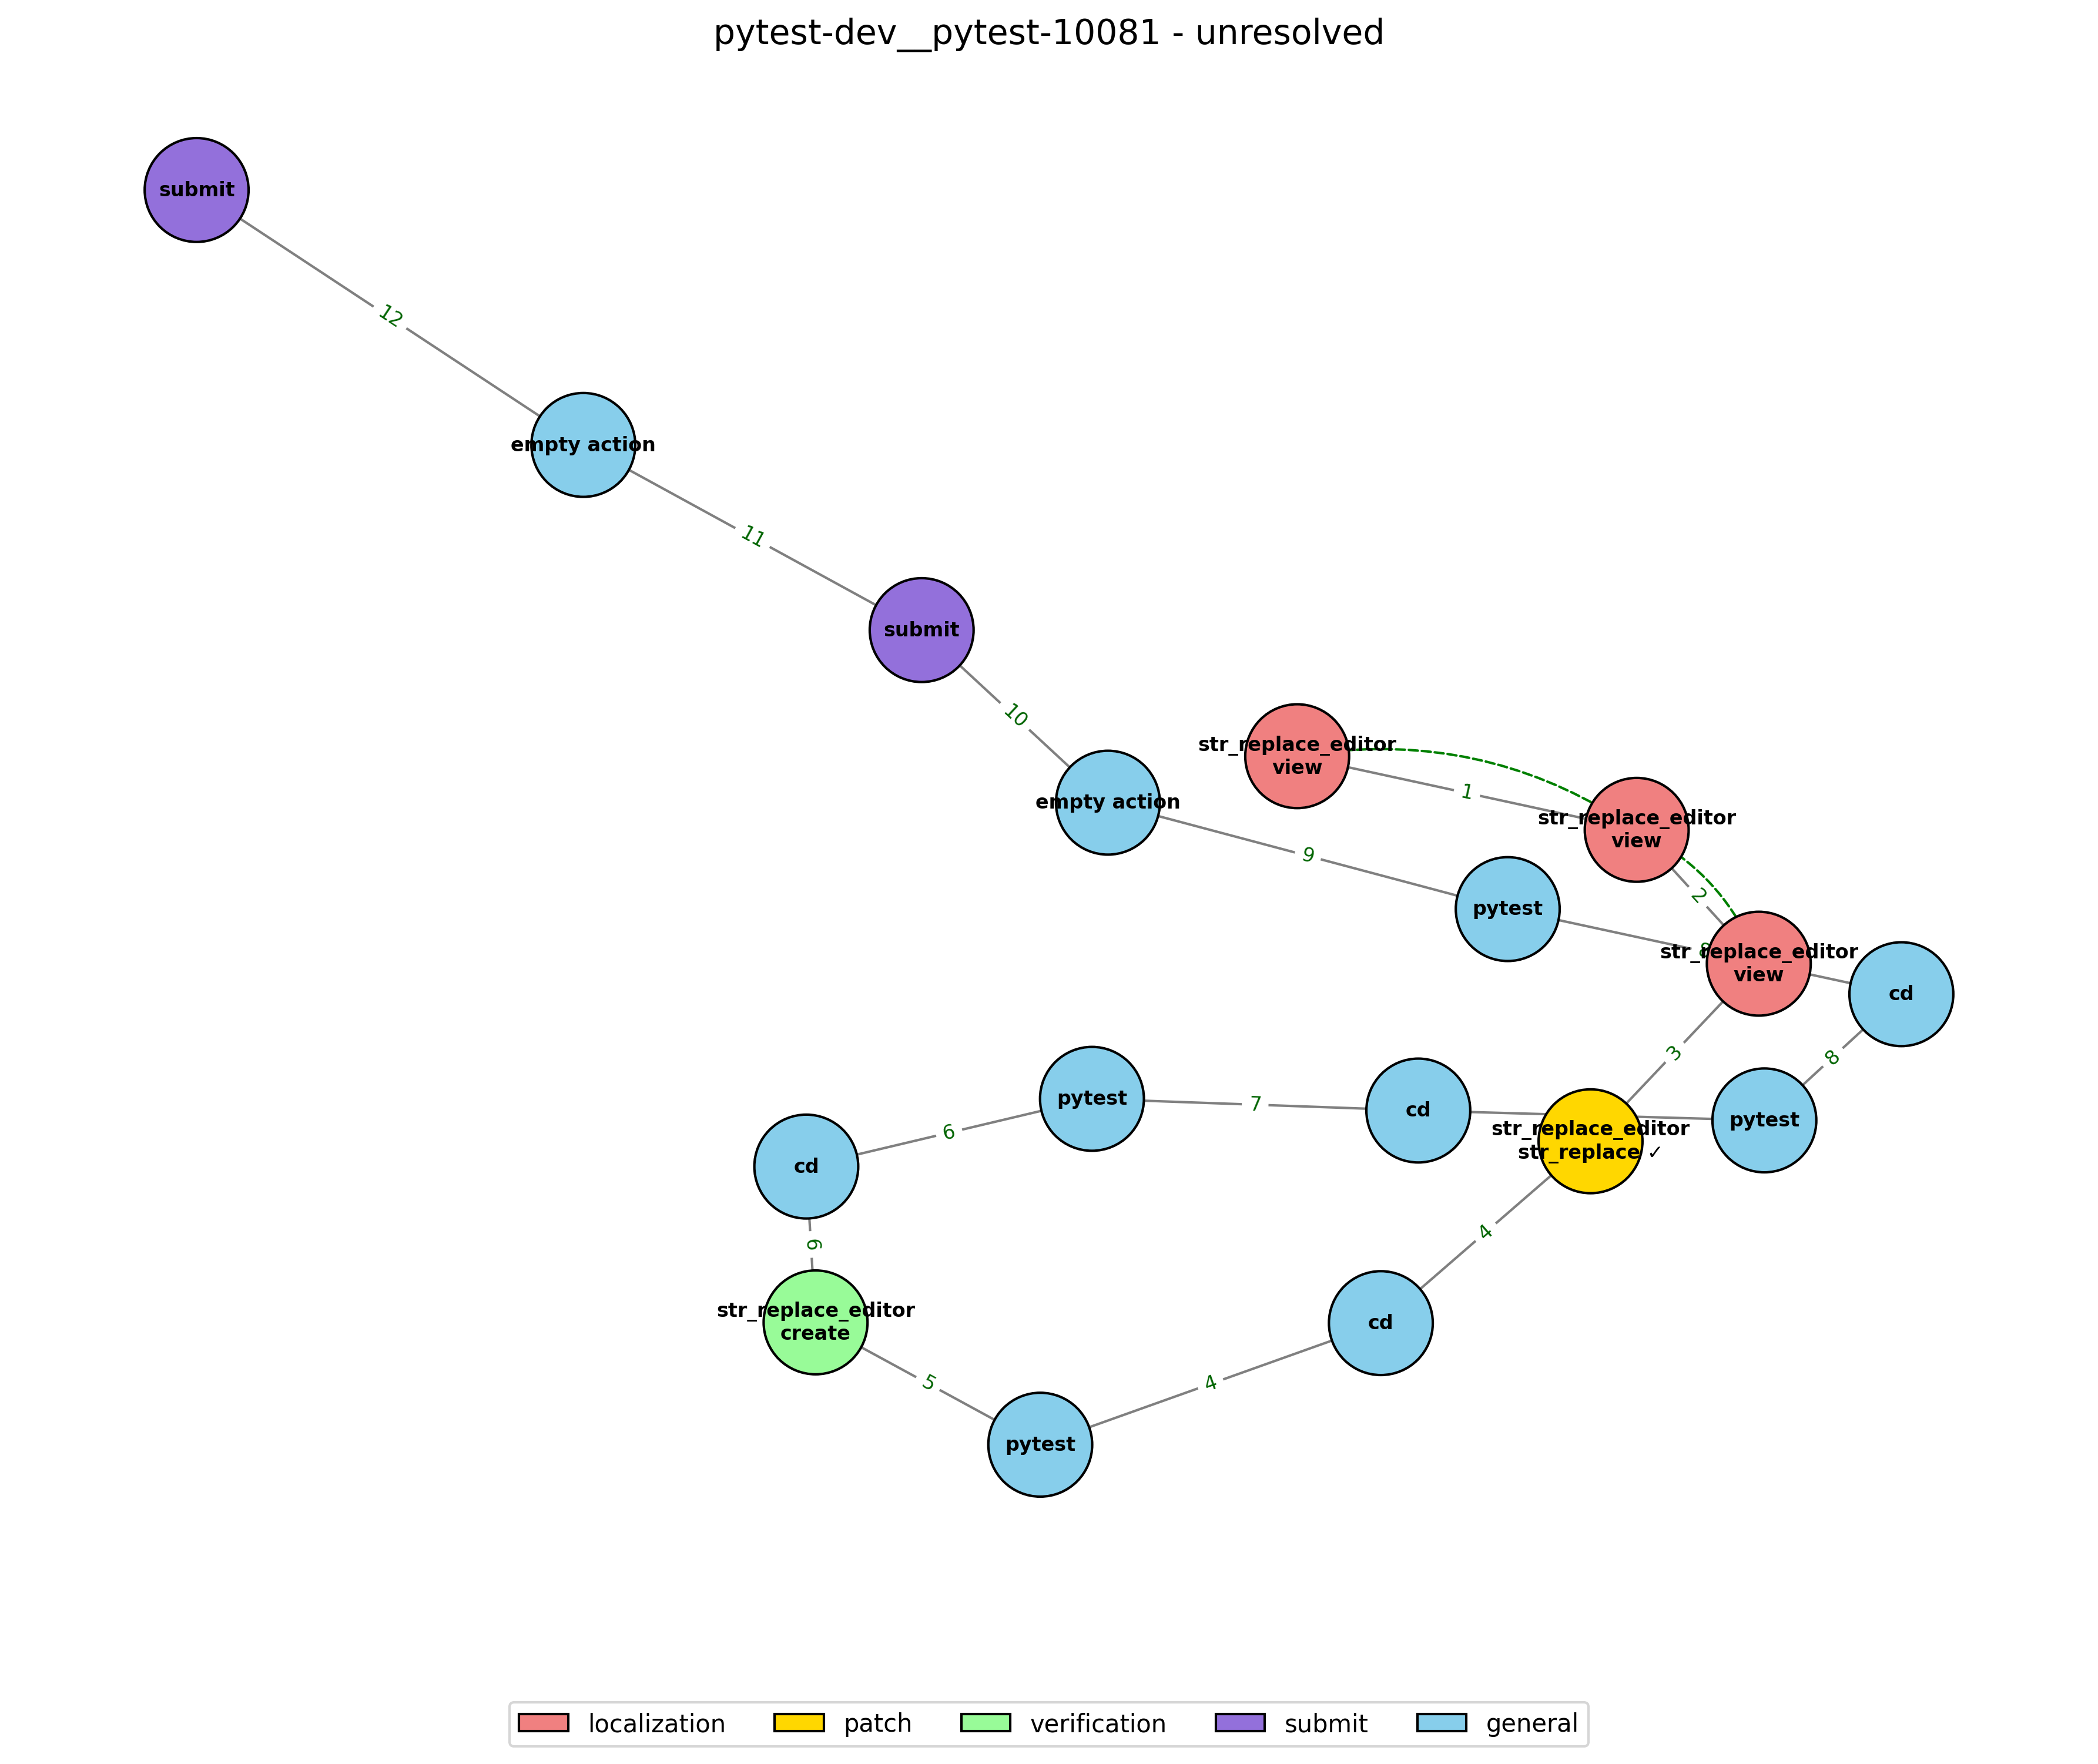 pytest-dev__pytest-10081 - unresolved
submit
12
empty action
11
submit
10
str_replace_editor
view
1
empty action
str_replace_editor
view
9
2
pytest
8
str_replace_editor
view
cd
3
8
pytest
7
cd
pytest
6
cd
str_replace_editor
str_replace ✓
4
6
str_replace_editor
create
cd
5
4
pytest
localization
patch
verification
submit
general